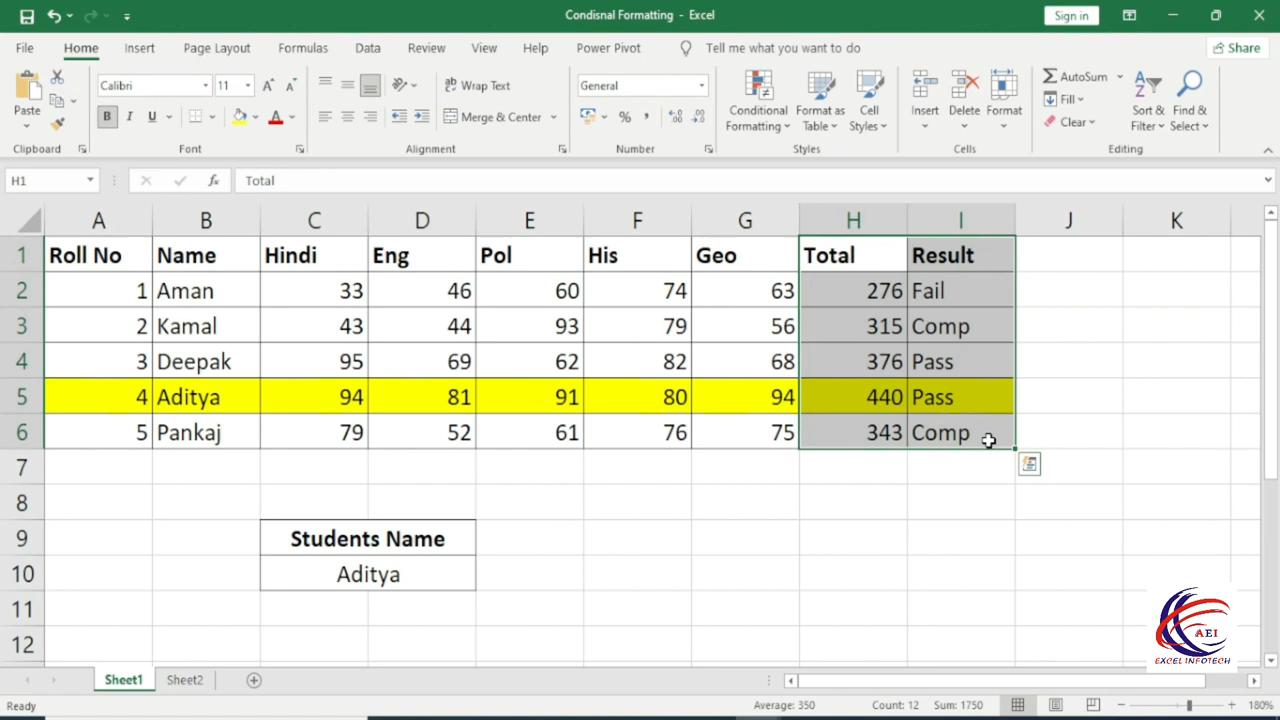 Condisnal Formatting - Excel
Sign in
File Home Insert Page Layout Formulas Data Review View Help Power Pivot Tell me what you want to do Share
Paste
Clipboard
Calibri 11
B I U
Font
Wrap Text
Merge & Center
Alignment
General
%
Number
Conditional Formatting
Format as Table
Cell Styles
Styles
Insert Delete Format
Cells
AutoSum
Fill
Clear
Sort & Filter
Find & Select
Editing
H1 fx Total
A B C D E F G H I J K
1 Roll No Name Hindi Eng Pol His Geo Total Result
2 1 Aman 33 46 60 74 63 276 Fail
3 2 Kamal 43 44 93 79 56 315 Comp
4 3 Deepak 95 69 62 82 68 376 Pass
5 4 Aditya 94 81 91 80 94 440 Pass
6 5 Pankaj 79 52 61 76 75 343 Comp
7
8
9 Students Name
10 Aditya
11
12
AEI
EXCEL INFOTECH
Sheet1 Sheet2
Ready Average: 350 Count: 12 Sum: 1750 180%